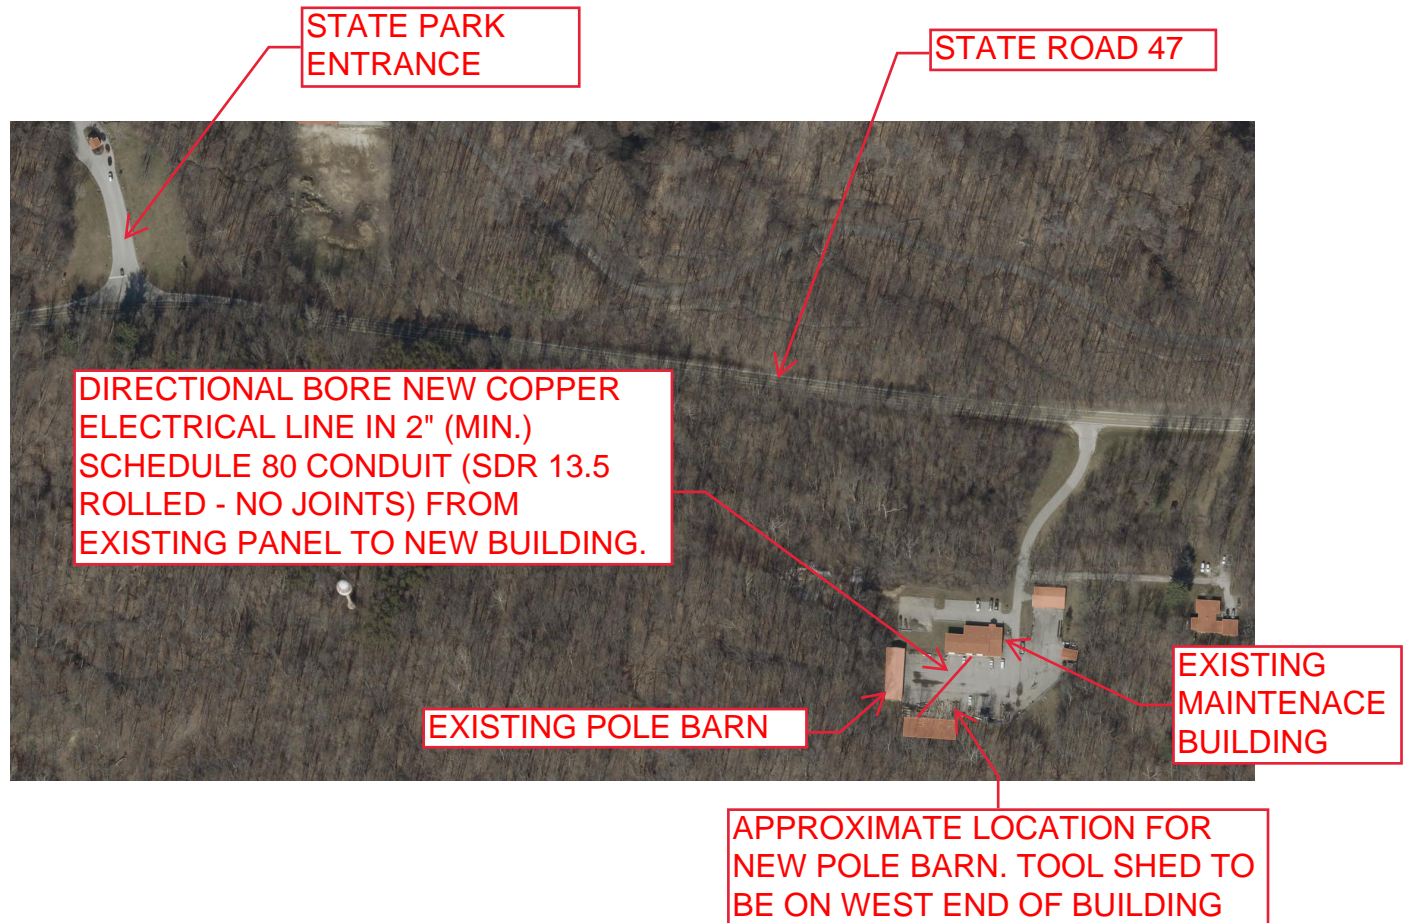 STATE PARK
ENTRANCE
STATE ROAD 47
DIRECTIONAL BORE NEW COPPER
ELECTRICAL LINE IN 2" (MIN.)
SCHEDULE 80 CONDUIT (SDR 13.5
ROLLED - NO JOINTS) FROM
EXISTING PANEL TO NEW BUILDING.
EXISTING
MAINTENACE
BUILDING
EXISTING POLE BARN
APPROXIMATE LOCATION FOR
NEW POLE BARN. TOOL SHED TO
BE ON WEST END OF BUILDING